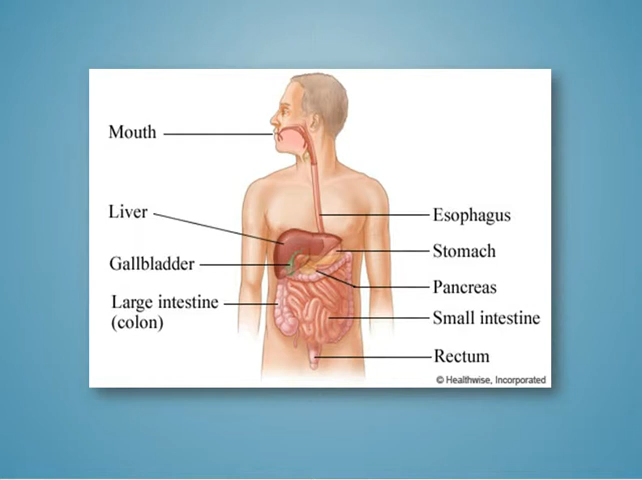 Mouth
Liver
Gallbladder
Large intestine
(colon)
Esophagus
Stomach
Pancreas
Small intestine
Rectum
© Healthwise, Incorporated